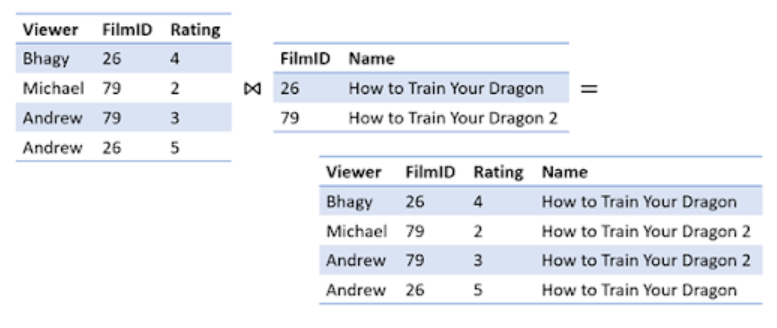 Viewer FilmID Rating
Bhagy 26 4
Michael 79 2
Andrew 79 3
Andrew 26 5
⋈
FilmID Name
26 How to Train Your Dragon
79 How to Train Your Dragon 2
=
Viewer FilmID Rating Name
Bhagy 26 4 How to Train Your Dragon
Michael 79 2 How to Train Your Dragon 2
Andrew 79 3 How to Train Your Dragon 2
Andrew 26 5 How to Train Your Dragon